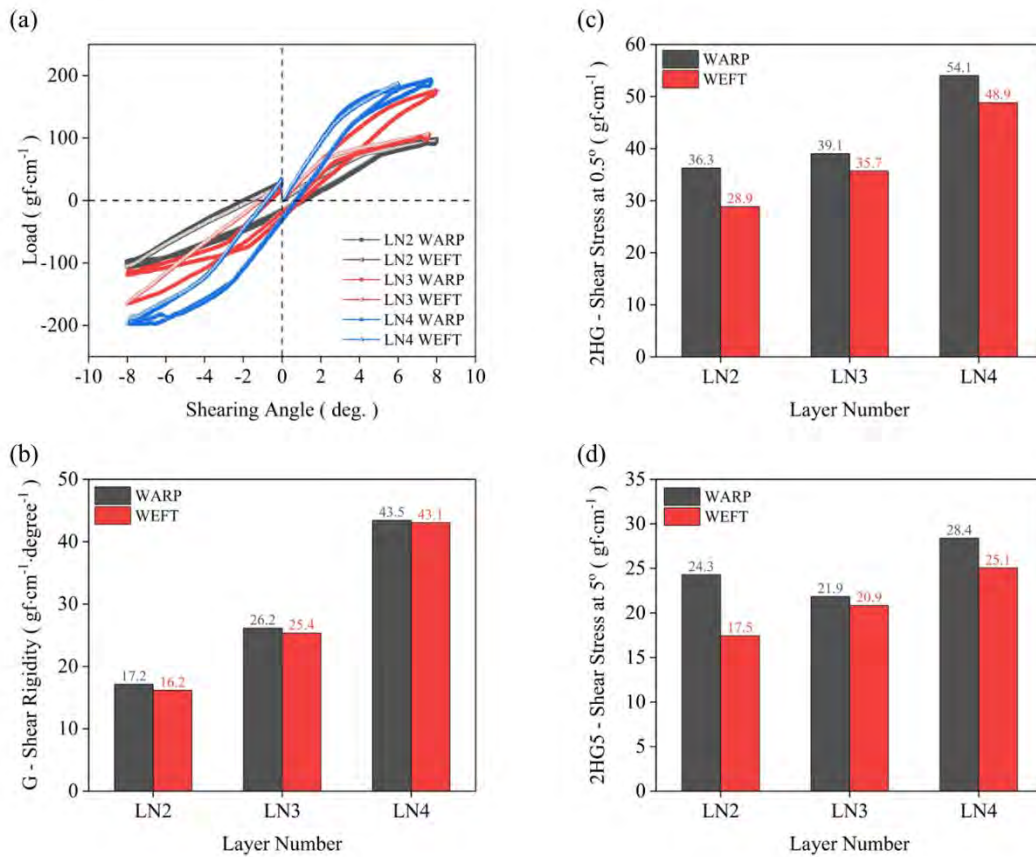 (a)
Load ( gf·cm⁻¹ )
200
100
0
-100
-200
LN2 WARP
LN2 WEFT
LN3 WARP
LN3 WEFT
LN4 WARP
LN4 WEFT
-10 -8 -6 -4 -2 0 2 4 6 8 10
Shearing Angle ( deg. )
(c)
2HG - Shear Stress at 0.5º ( gf·cm⁻¹ )
60
50
40
30
20
10
0
WARP
WEFT
36.3
28.9
39.1
35.7
54.1
48.9
LN2 LN3 LN4
Layer Number
(b)
G - Shear Rigidity ( gf·cm⁻¹·degree⁻¹ )
50
40
30
20
10
0
WARP
WEFT
17.2
16.2
26.2
25.4
43.5
43.1
LN2 LN3 LN4
Layer Number
(d)
2HG5 - Shear Stress at 5º ( gf·cm⁻¹ )
35
30
25
20
15
10
5
0
WARP
WEFT
24.3
17.5
21.9
20.9
28.4
25.1
LN2 LN3 LN4
Layer Number